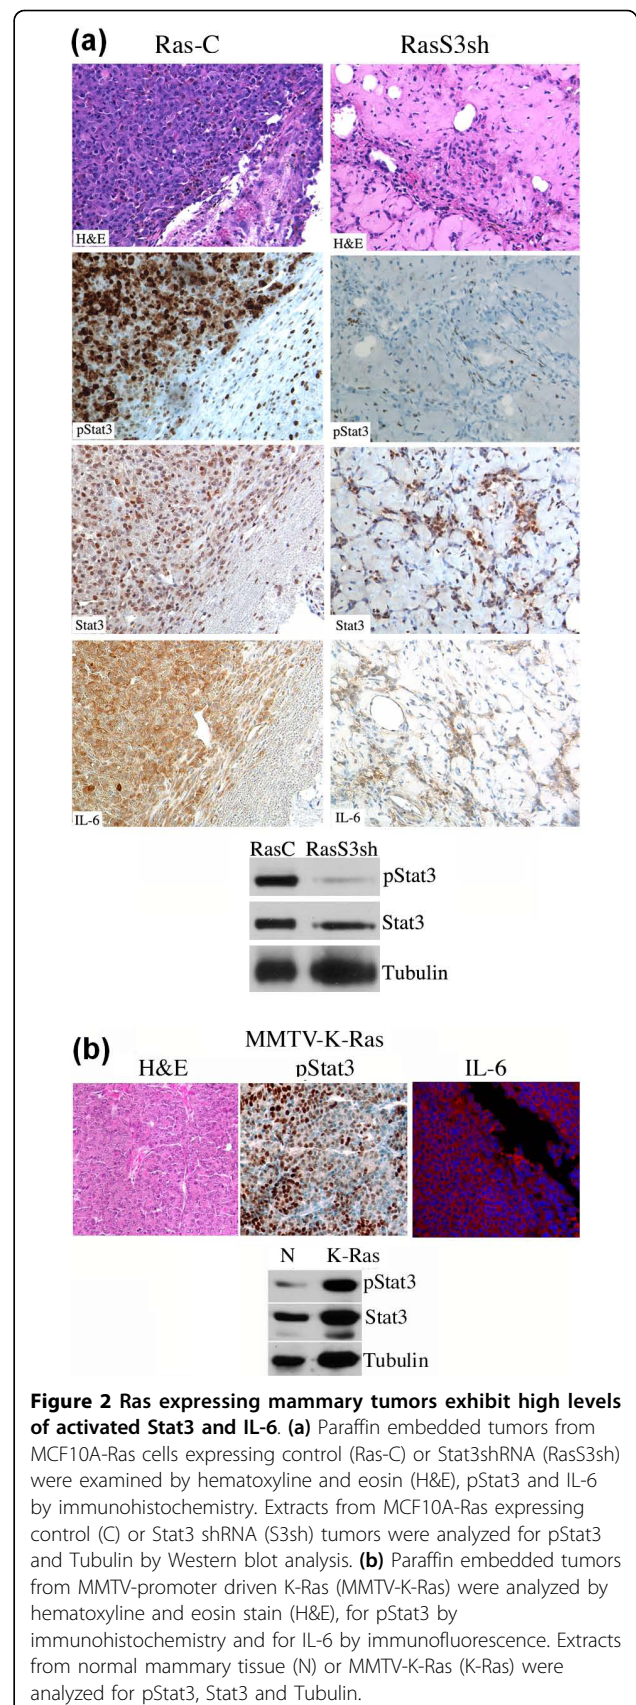 (a) Ras-C RasS3sh
H&E H&E
pStat3 pStat3
Stat3 Stat3
IL-6 IL-6
RasC RasS3sh
pStat3
Stat3
Tubulin
(b) MMTV-K-Ras
H&E pStat3 IL-6
N K-Ras
pStat3
Stat3
Tubulin
Figure 2 Ras expressing mammary tumors exhibit high levels
of activated Stat3 and IL-6. (a) Paraffin embedded tumors from
MCF10A-Ras cells expressing control (Ras-C) or Stat3shRNA (RasS3sh)
were examined by hematoxyline and eosin (H&E), pStat3 and IL-6
by immunohistochemistry. Extracts from MCF10A-Ras expressing
control (C) or Stat3 shRNA (S3sh) tumors were analyzed for pStat3
and Tubulin by Western blot analysis. (b) Paraffin embedded tumors
from MMTV-promoter driven K-Ras (MMTV-K-Ras) were analyzed by
hematoxyline and eosin stain (H&E), for pStat3 by
immunohistochemistry and for IL-6 by immunofluorescence. Extracts
from normal mammary tissue (N) or MMTV-K-Ras (K-Ras) were
analyzed for pStat3, Stat3 and Tubulin.